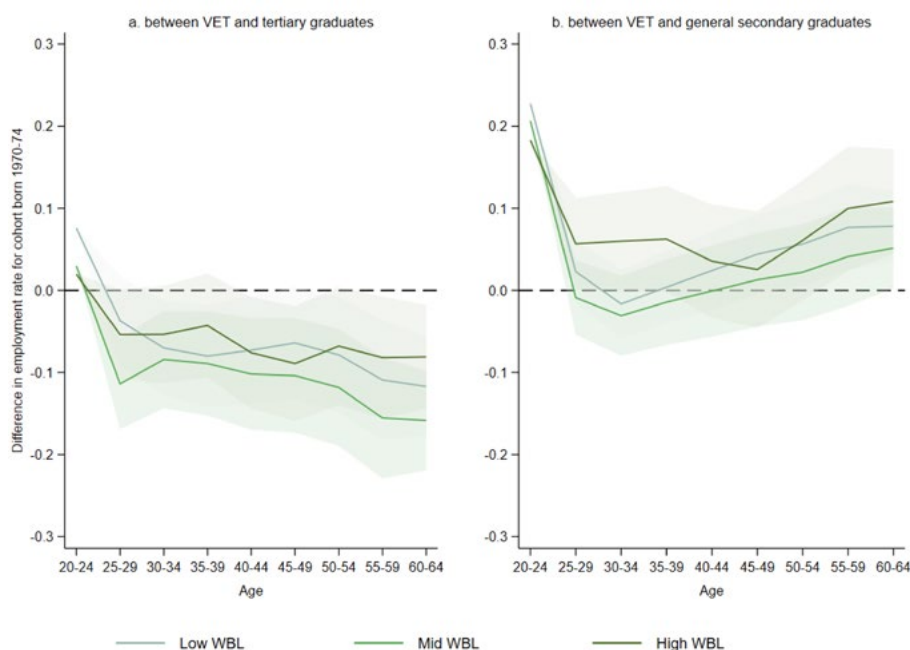 a. between VET and tertiary graduates
b. between VET and general secondary graduates
Difference in employment rate for cohort born 1970-74
0.3
0.2
0.1
0.0
-0.1
-0.2
-0.3
20-24 25-29 30-34 35-39 40-44 45-49 50-54 55-59 60-64
Age
0.3
0.2
0.1
0.0
-0.1
-0.2
-0.3
20-24 25-29 30-34 35-39 40-44 45-49 50-54 55-59 60-64
Age
Low WBL
Mid WBL
High WBL